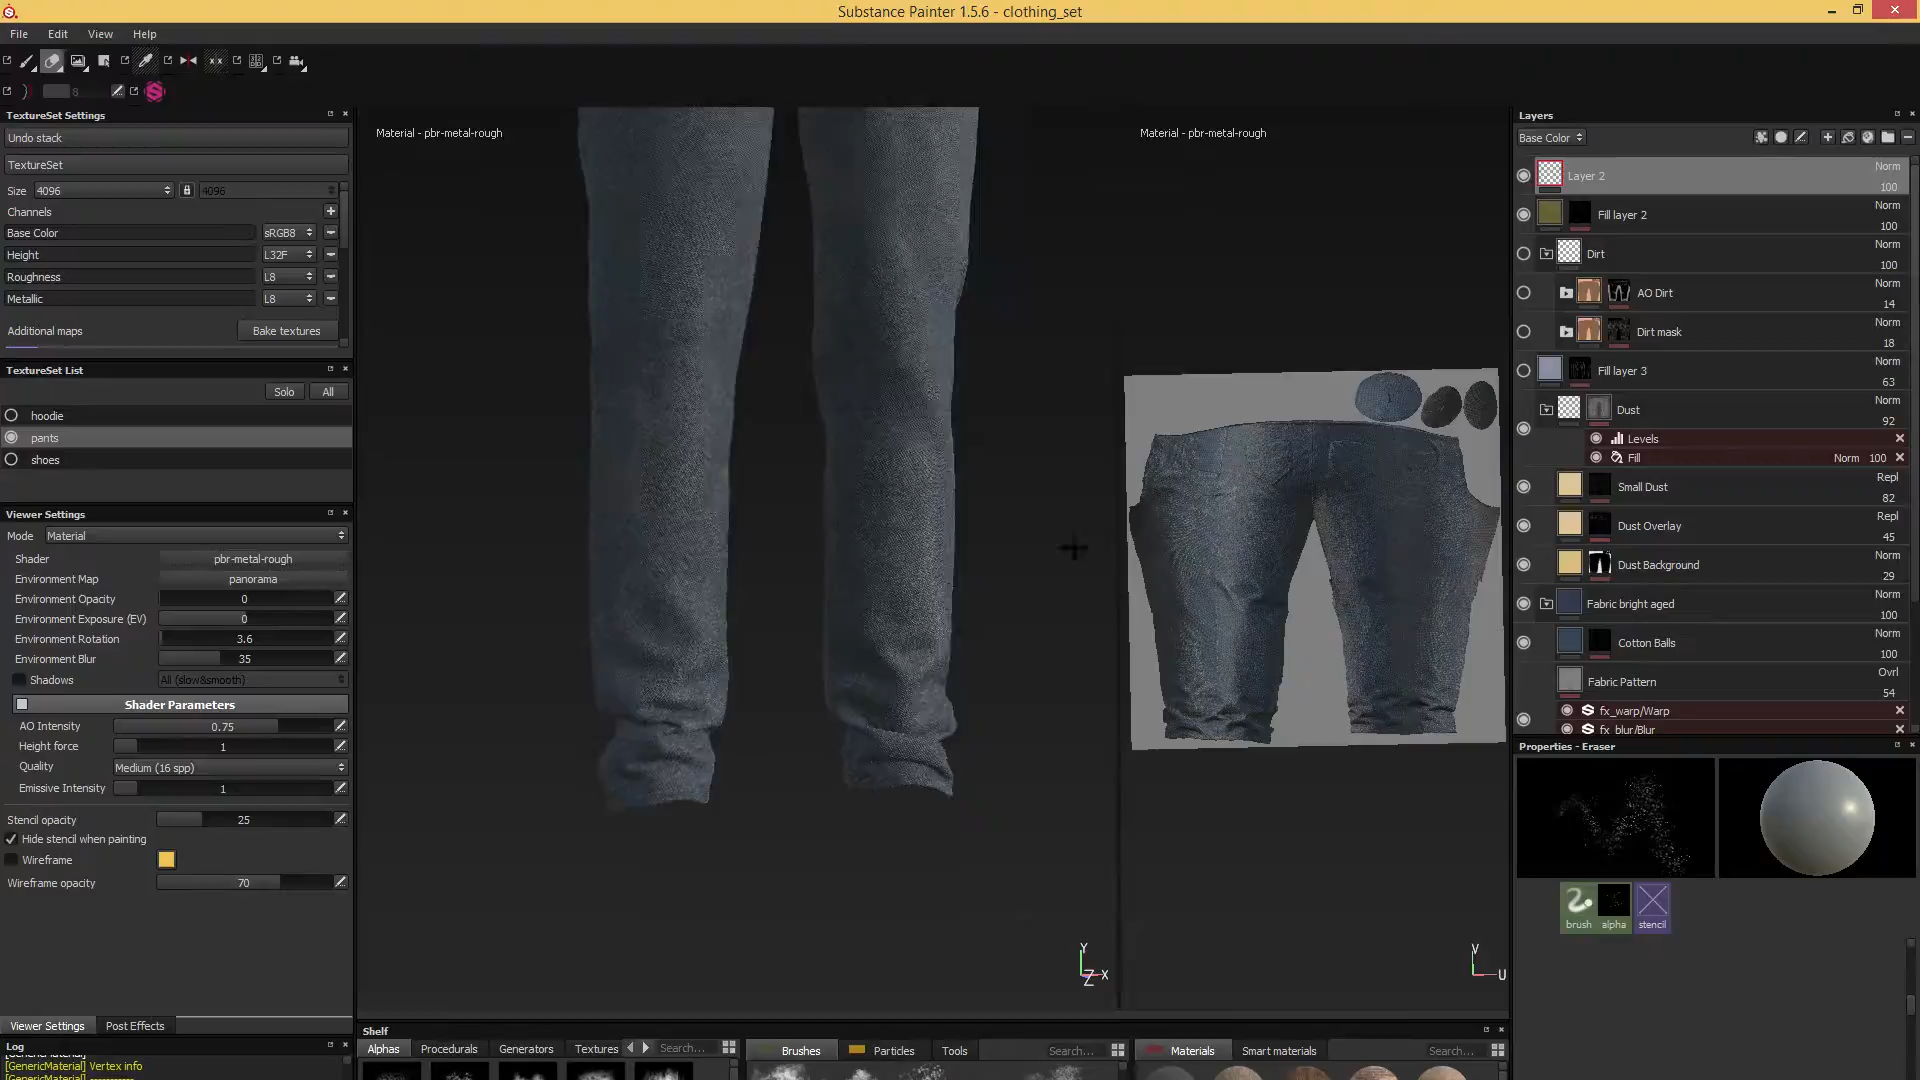 Substance Painter 1.5.6 - clothing_set
File Edit View Help
8
TextureSet Settings
Undo stack
TextureSet
Size 4096 4096
Channels
Base Color sRGB8
Height L32F
Roughness L8
Metallic L8
Additional maps Bake textures
TextureSet List
Solo All
hoodie
pants
shoes
Viewer Settings
Mode Material
Shader pbr-metal-rough
Environment Map panorama
Environment Opacity 0
Environment Exposure (EV) 0
Environment Rotation 3.6
Environment Blur 35
Shadows All (slow&smooth)
Shader Parameters
AO Intensity 0.75
Height force 1
Quality Medium (16 spp)
Emissive Intensity 1
Stencil opacity 25
Hide stencil when painting
Wireframe
Wireframe opacity 70
Viewer Settings Post Effects
Log
[GenericMaterial]
[GenericMaterial] Vertex info
[GenericMaterial] ----------
Material - pbr-metal-rough
Y
Z X
Material - pbr-metal-rough
V
U
Shelf
Alphas Procedurals Generators Textures Search...
Brushes Particles Tools Search...
Materials Smart materials Search...
Layers
Base Color
Layer 2 Norm 100
Fill layer 2 Norm 100
Dirt Norm 100
AO Dirt Norm 14
Dirt mask Norm 18
Fill layer 3 Norm 63
Dust Norm 92
Levels
Fill Norm 100
Small Dust Repl 82
Dust Overlay Repl 45
Dust Background Norm 29
Fabric bright aged Norm 100
Cotton Balls Norm 100
Fabric Pattern Ovrl 54
fx_warp/Warp
fx_blur/Blur
Properties - Eraser
brush alpha stencil